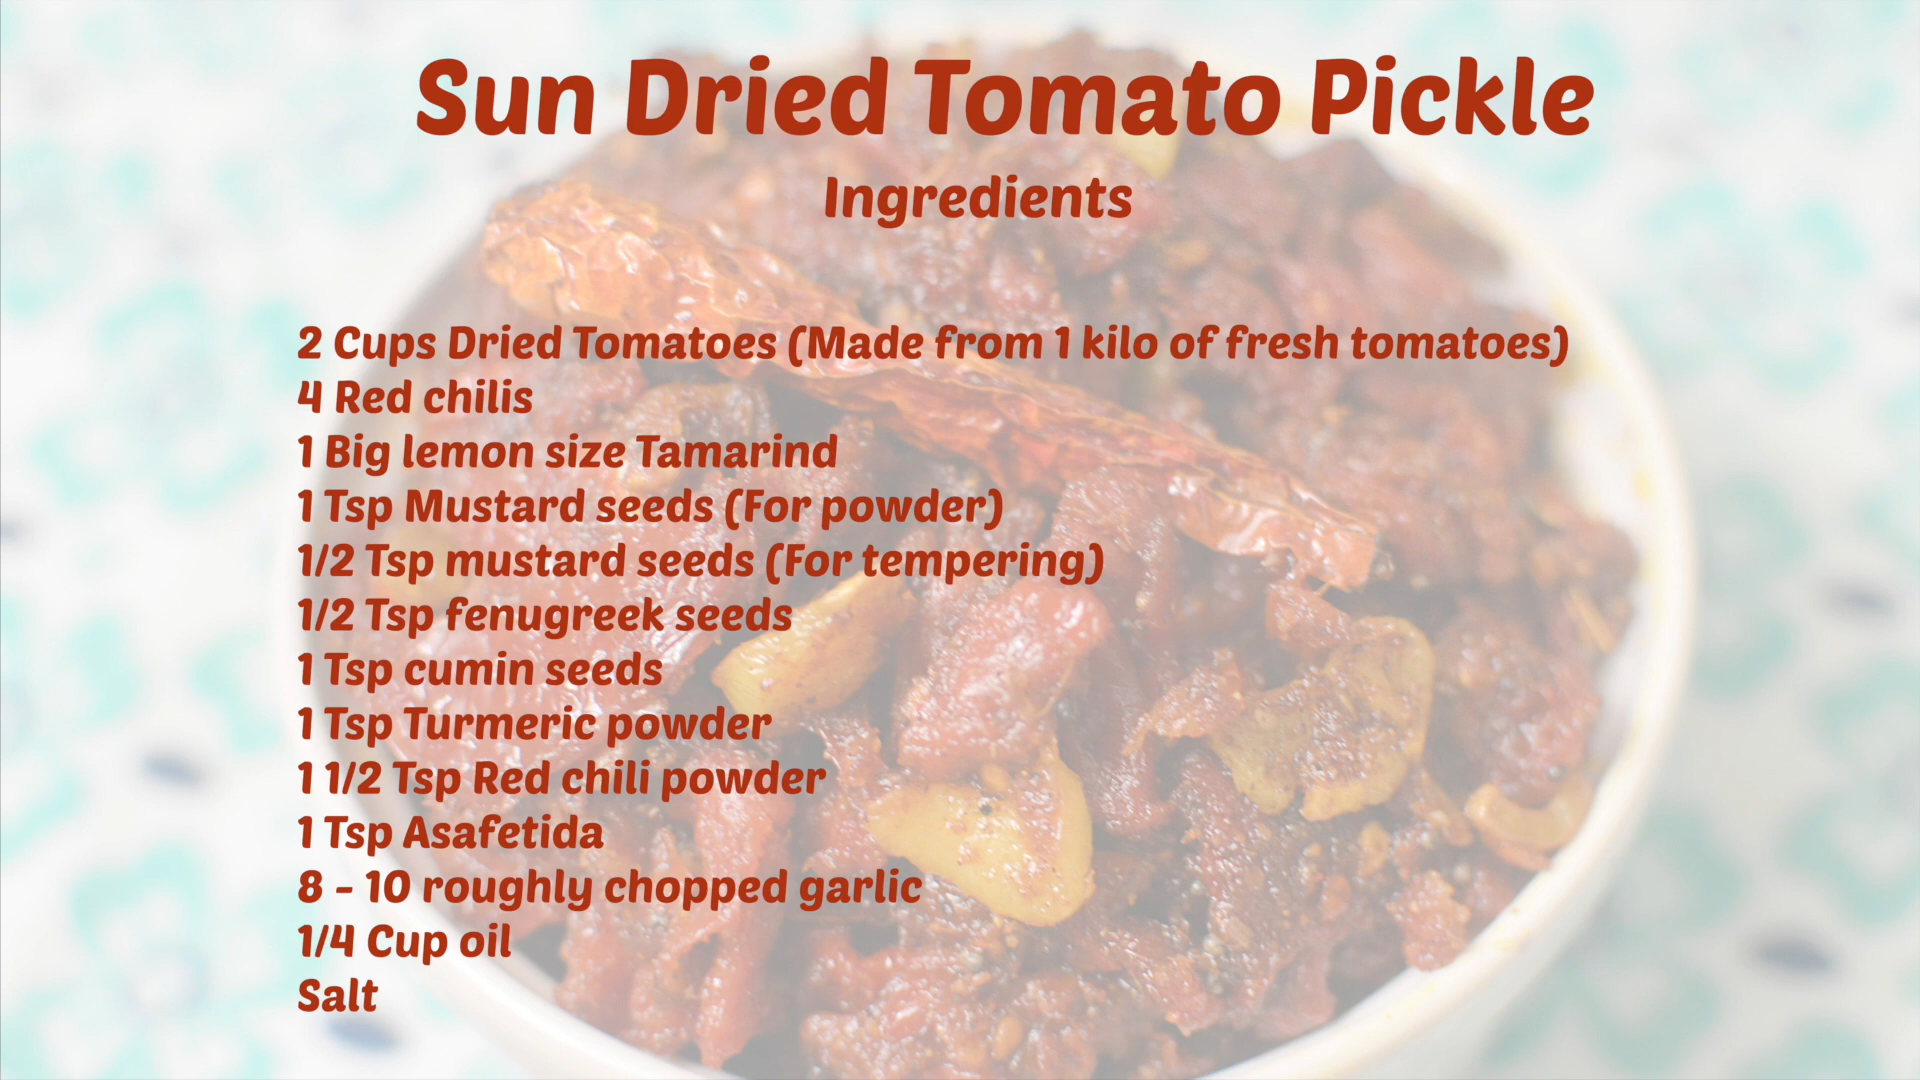 Sun Dried Tomato Pickle
Ingredients
2 Cups Dried Tomatoes (Made from 1 kilo of fresh tomatoes)
4 Red chilis
1 Big lemon size Tamarind
1 Tsp Mustard seeds (For powder)
1/2 Tsp mustard seeds (For tempering)
1/2 Tsp fenugreek seeds
1 Tsp cumin seeds
1 Tsp Turmeric powder
1 1/2 Tsp Red chili powder
1 Tsp Asafetida
8 - 10 roughly chopped garlic
1/4 Cup oil
Salt